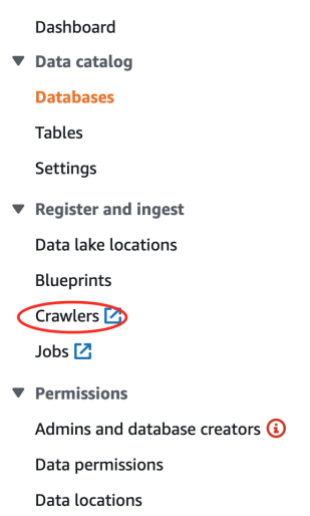 Dashboard
Data catalog
Databases
Tables
Settings
Register and ingest
Data lake locations
Blueprints
Crawlers
Jobs
Permissions
Admins and database creators
Data permissions
Data locations